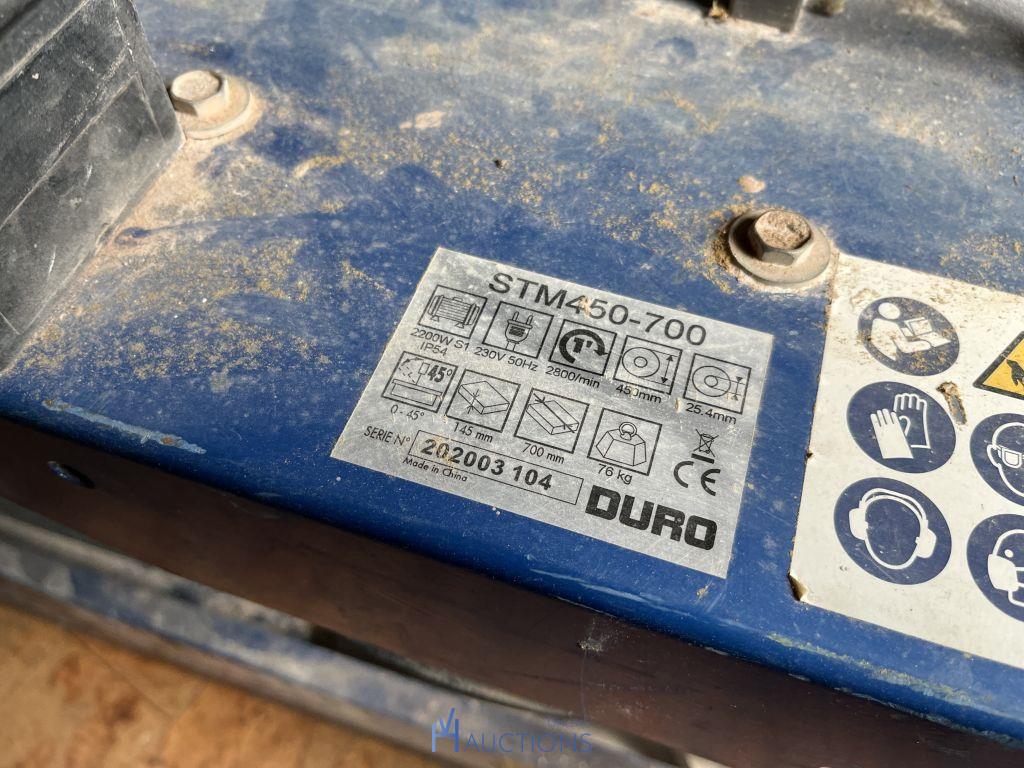 STM450-700
2200W S1 230V 50Hz 2800/min 450mm 25.4mm
IP54
45°
0 - 45° 145 mm 700 mm 76 kg
SERIE N° 202003 104
Made in China
CE
DURO
AUCTIONS